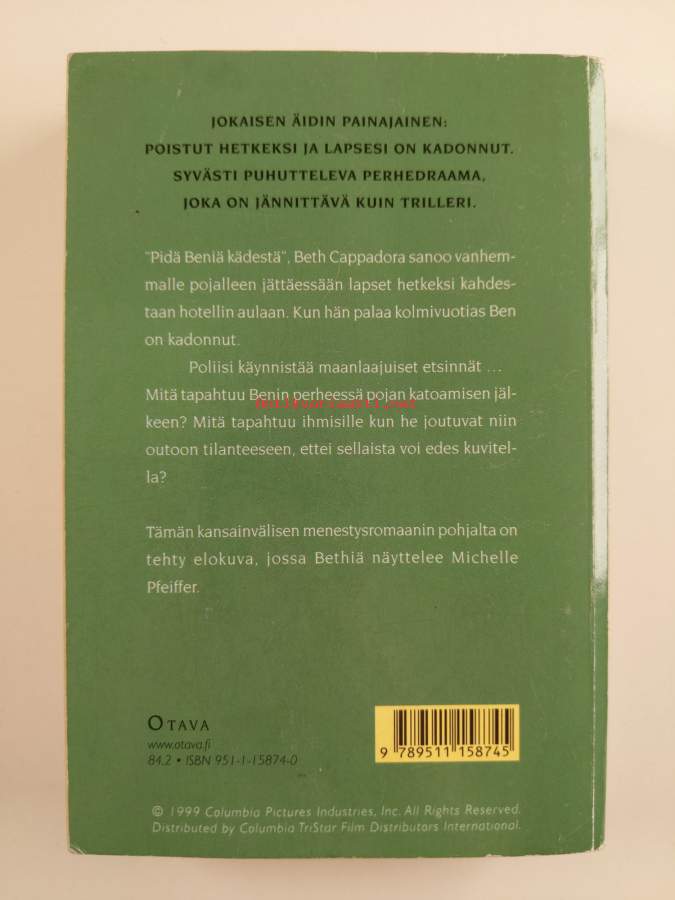 JOKAISEN ÄIDIN PAINAJAINEN:
POISTUT HETKEKSI JA LAPSESI ON KADONNUT.
SYVÄSTI PUHUTTELEVA PERHEDRAAMA,
JOKA ON JÄNNITTÄVÄ KUIN TRILLERI.
"Pidä Beniä kädestä", Beth Cappadora sanoo vanhem-
malle pojalleen jättäessään lapset hetkeksi kahdes-
taan hotellin aulaan. Kun hän palaa kolmivuotias Ben
on kadonnut.
Poliisi käynnistää maanlaajuiset etsinnät ...
Mitä tapahtuu Benin perheessä pojan katoamisen jäl-
keen? Mitä tapahtuu ihmisille kun he joutuvat niin
outoon tilanteeseen, ettei sellaista voi edes kuvitel-
la?
Tämän kansainvälisen menestysromaanin pohjalta on
tehty elokuva, jossa Bethiä näyttelee Michelle
Pfeiffer.
OTAVA
www.otava.fi
84.2 • ISBN 951-1-15874-0
9 789511 158745
© 1999 Columbia Pictures Industries, Inc. All Rights Reserved.
Distributed by Columbia TriStar Film Distributors International.